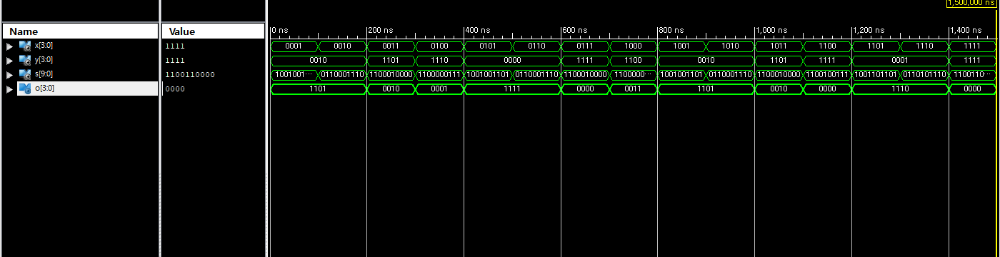 1,500,000 ns
Name Value
0 ns 200 ns 400 ns 600 ns 800 ns 1,000 ns 1,200 ns 1,400 ns
x[3:0] 1111 0001 0010 0011 0100 0101 0110 0111 1000 1001 1010 1011 1100 1101 1110 1111
y[3:0] 1111 0010 1101 1110 0000 1111 1100 0010 1101 1111 0001 1111
s[9:0] 1100110000 1001001··· 0110001110 1100010000 1100000111 1001001101 0110001110 1100010000 1100000··· 1001001101 0110001110 1100010000 1100100111 1001101101 0110101110 1100110···
o[3:0] 0000 1101 0010 0001 1111 0000 0011 1101 0010 0000 1110 0000